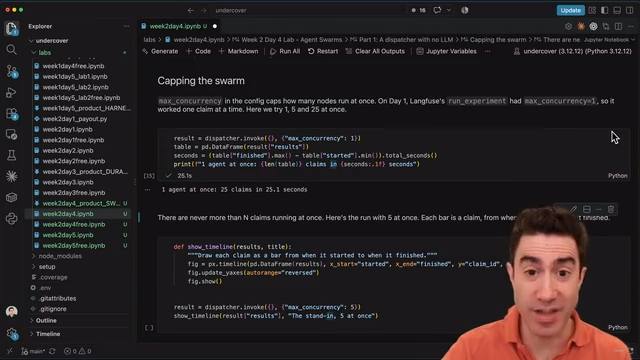 undercover
16
Update
Explorer
week2day4.ipynb U
undercover
labs
week1day4free.ipynb
week1day5_lab1.ipynb
week1day5_lab2.ipynb
week1day5_lab2free.ipynb
week1day5_product_HARNE...
week2day1_payout.py
week2day1.ipynb
week2day1free.ipynb
week2day2.ipynb
week2day2free.ipynb
week2day3_product_DURA...
week2day3.ipynb
week2day3free.ipynb
week2day4_product_SW... U
week2day4.ipynb U
week2day4free.ipynb U
week2day5.ipynb U
week2day5free.ipynb U
node_modules
setup
.coverage
.env
.gitattributes
.gitignore
Outline
Timeline
main*
labs > week2day4.ipynb > Week 2 Day 4 Lab - Agent Swarms > Part 1: A dispatcher with no LLM > Capping the swarm > There are ne
Jupyter Notebook
Generate + Code + Markdown Run All Restart Clear All Outputs Jupyter Variables ... undercover (3.12.12) (Python 3.12.12)
Capping the swarm
max_concurrency in the config caps how many nodes run at once. On Day 1, Langfuse's run_experiment had max_concurrency=1, so it
worked one claim at a time. Here we try 1, 5 and 25 at once.
result = dispatcher.invoke({}, {"max_concurrency": 1})
table = pd.DataFrame(result["results"])
seconds = (table["finished"].max() - table["started"].min()).total_seconds()
print(f"1 agent at once: {len(table)} claims in {seconds:.1f} seconds")
[15] 25.1s
Python
1 agent at once: 25 claims in 25.1 seconds
There are never more than N claims running at once. Here's the run with 5 at once. Each bar is a claim, from when finished.
def show_timeline(results, title):
"""Draw each claim as a bar from when it started to when it finished."""
fig = px.timeline(pd.DataFrame(results), x_start="started", x_end="finished", y="claim_id",
fig.update_yaxes(autorange="reversed")
fig.show()
result = dispatcher.invoke({}, {"max_concurrency": 5})
show_timeline(result["results"], "The stand-in, 5 at once")
[ ]
Python